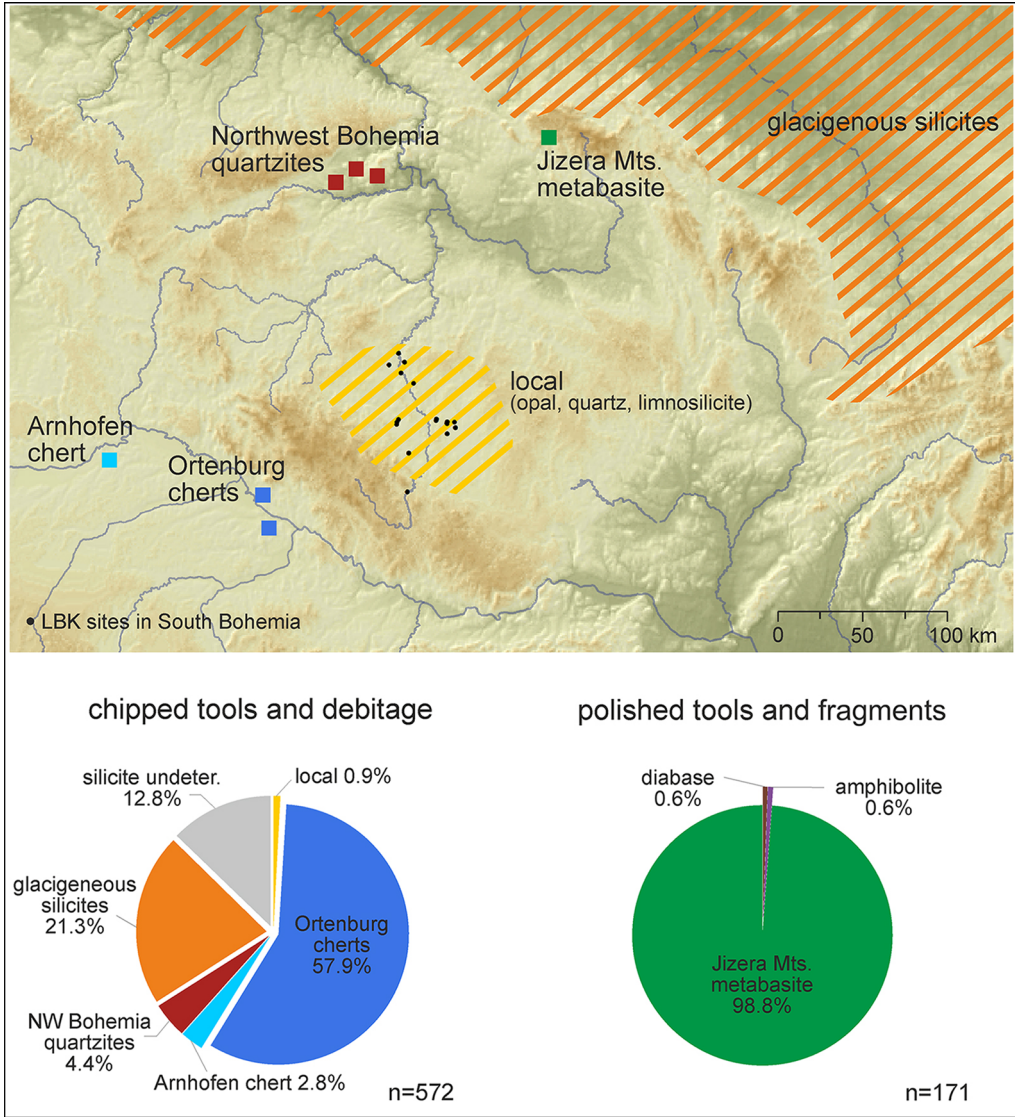 glacigenous silicites
Northwest Bohemia
quartzites
Jizera Mts.
metabasite
local
(opal, quartz, limnosilicite)
Arnhofen
chert
Ortenburg
cherts
LBK sites in South Bohemia
0 50 100 km
chipped tools and debitage
silicite undeter.
12.8%
local 0.9%
glacigeneous
silicites
21.3%
Ortenburg
cherts
57.9%
NW Bohemia
quartzites
4.4%
Arnhofen chert 2.8%
n=572
polished tools and fragments
diabase
0.6%
amphibolite
0.6%
Jizera Mts.
metabasite
98.8%
n=171